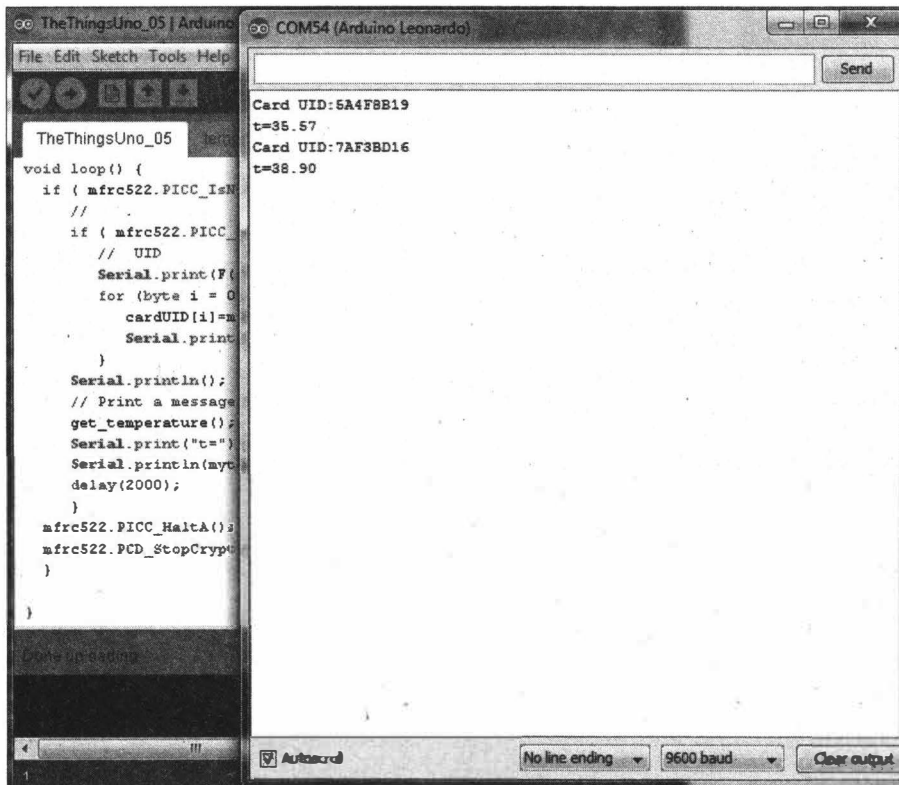 TheThingsUno_05 | Arduino
File Edit Sketch Tools Help
TheThingsUno_05
void loop() {
if ( mfrc522.PICC_IsN
//
if ( mfrc522.PICC_
// UID
Serial.print(F(
for (byte i = 0
cardUID[i]=m
Serial.print
}
Serial.println();
// Print a message
get_temperature();
Serial.print("t=")
Serial.println(myt
delay(2000);
}
mfrc522.PICC_HaltA();
mfrc522.PCD_StopCrypt
}
}
Done uploading
1
COM54 (Arduino Leonardo)
Send
Card UID:5A4F8B19
t=35.57
Card UID:7AF3BD16
t=38.90
Autoscroll
No line ending
9600 baud
Clear output